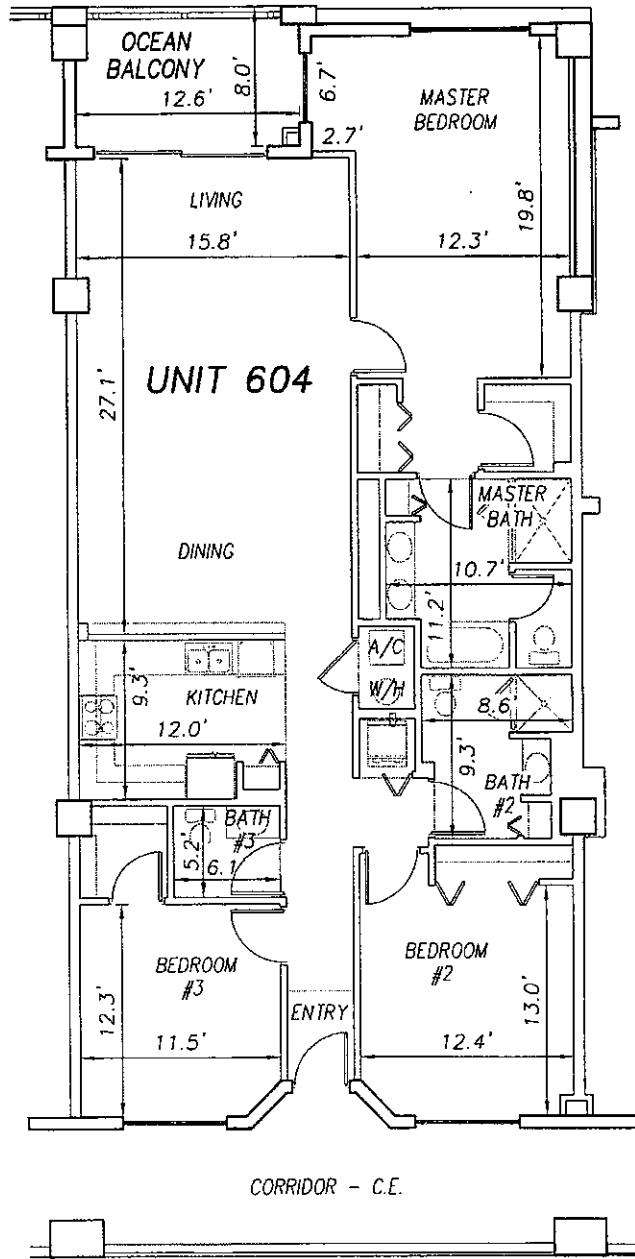 OCEAN
BALCONY
12.6'
8.0'
6.7'
2.7'
MASTER
BEDROOM
LIVING
15.8'
12.3'
19.8'
UNIT 604
27.1'
DINING
MASTER
BATH
10.7'
11.2'
A/C
W/H
KITCHEN
9.3'
12.0'
8.6'
9.3'
BATH
#2
BATH
#3
5.2'
6.1
BEDROOM
#3
12.3'
11.5'
ENTRY
BEDROOM
#2
13.0'
12.4'
CORRIDOR - C.E.